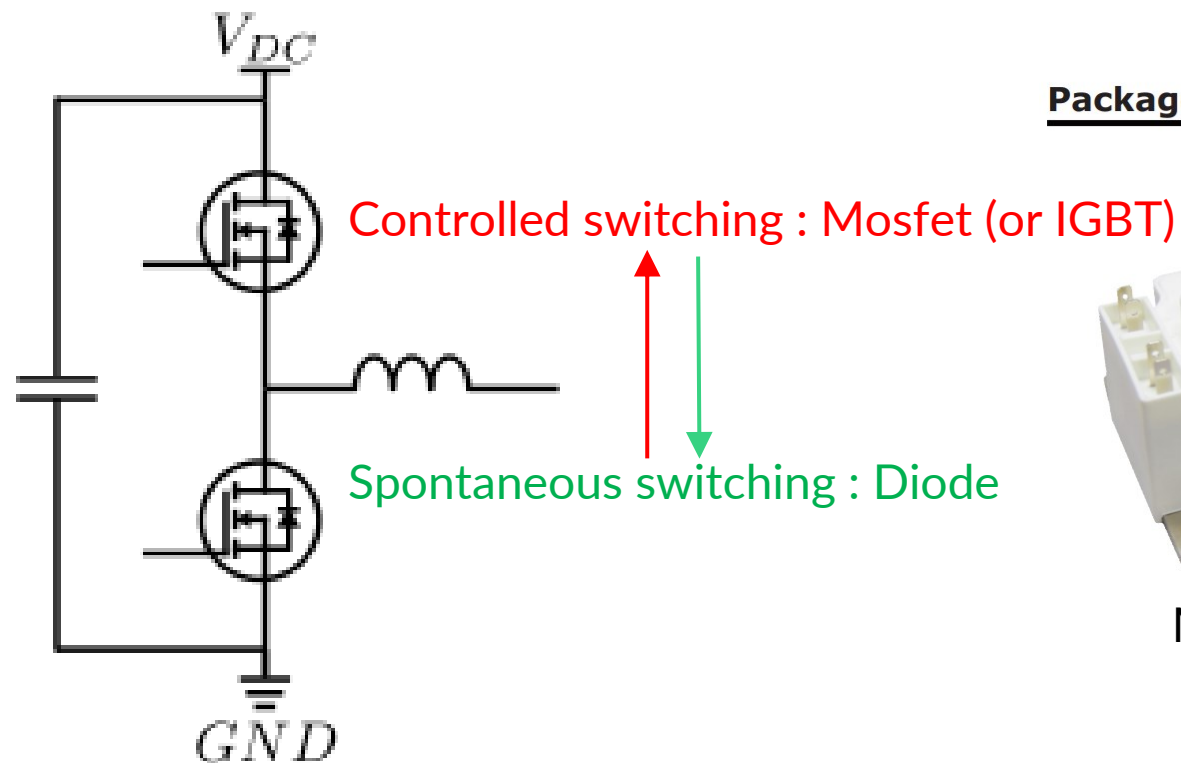 V_DC
Packag
Controlled switching : Mosfet (or IGBT)
Spontaneous switching : Diode
GND